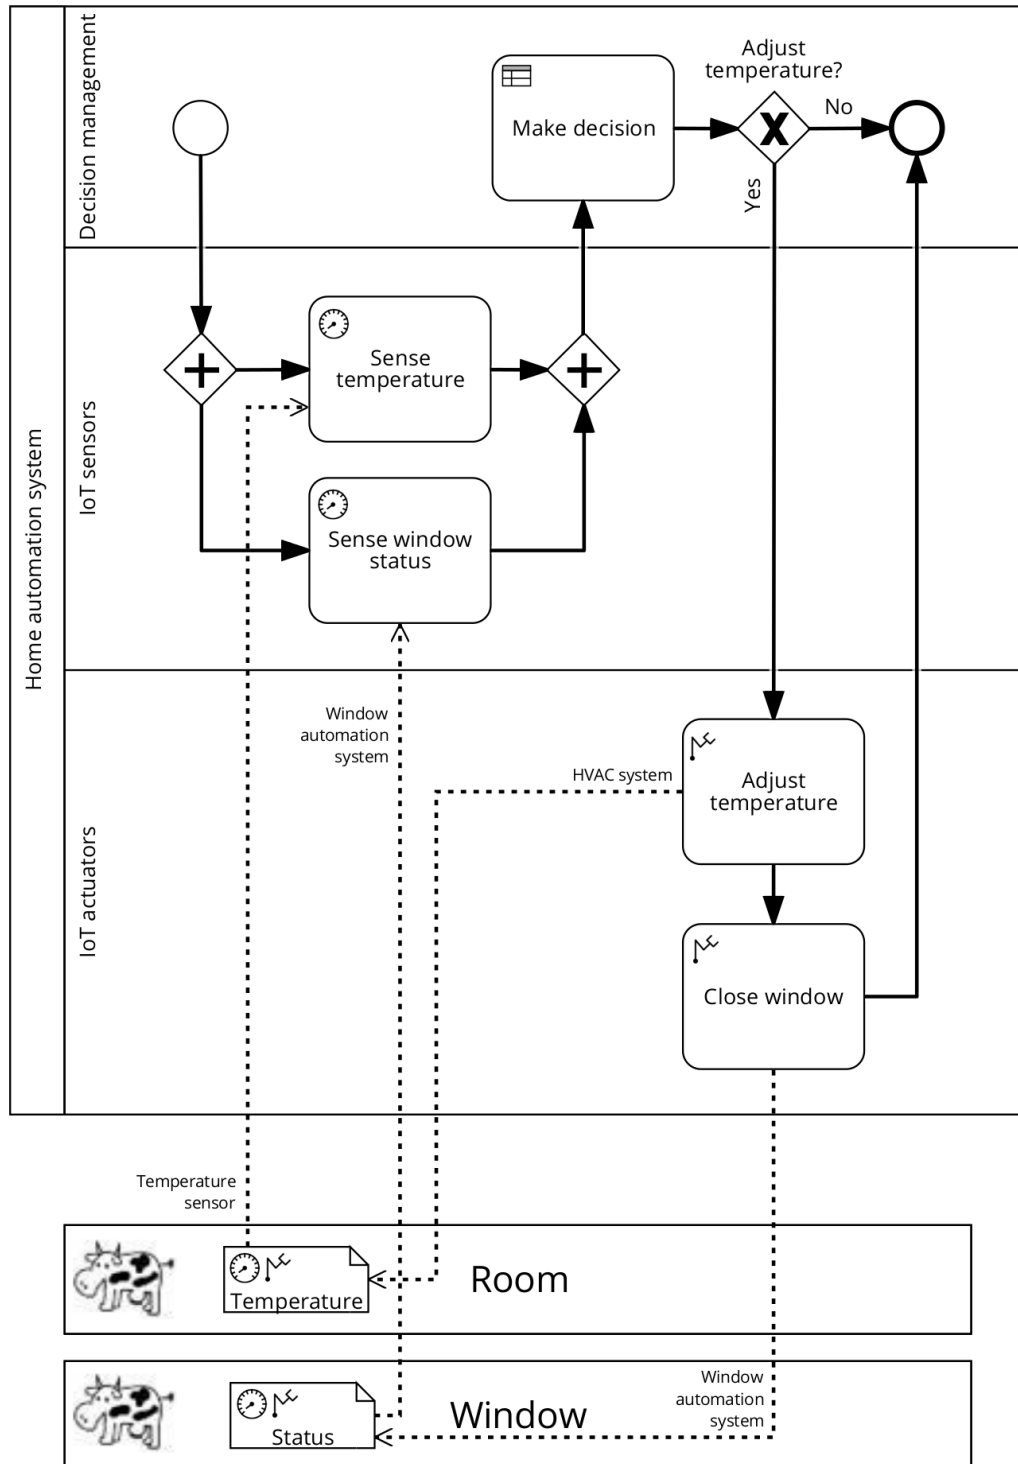 Home automation system
Decision management
Adjust
temperature?
Make decision
No
Yes
IoT sensors
Sense
temperature
Sense window
status
IoT actuators
Window
automation
system
HVAC system
Adjust
temperature
Close window
Temperature
sensor
Temperature
Room
Window
automation
system
Status
Window